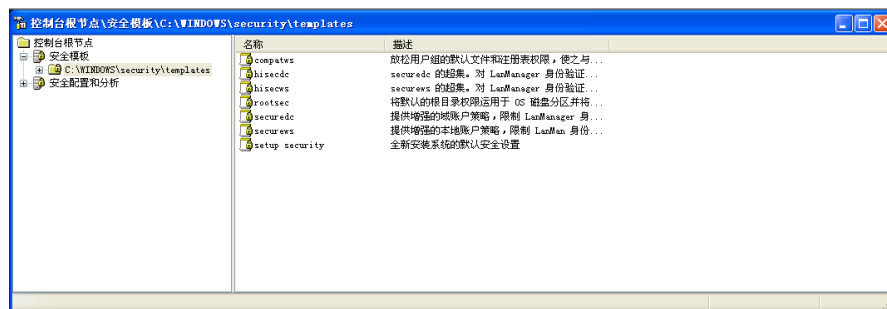 控制台根节点\安全模板\C:\WINDOWS\security\templates
控制台根节点
安全模板
C:\WINDOWS\security\templates
安全配置和分析
名称 描述
compatws 放松用户组的默认文件和注册表权限，使之与...
hisecdc securedc 的超集。对 LanManager 身份验证...
hisecws securews 的超集。对 LanManager 身份验证...
rootsec 将默认的根目录权限运用于 OS 磁盘分区并将...
securedc 提供增强的域账户策略，限制 LanManager 身...
securews 提供增强的本地账户策略，限制 LanMan 身份...
setup security 全新安装系统的默认安全设置